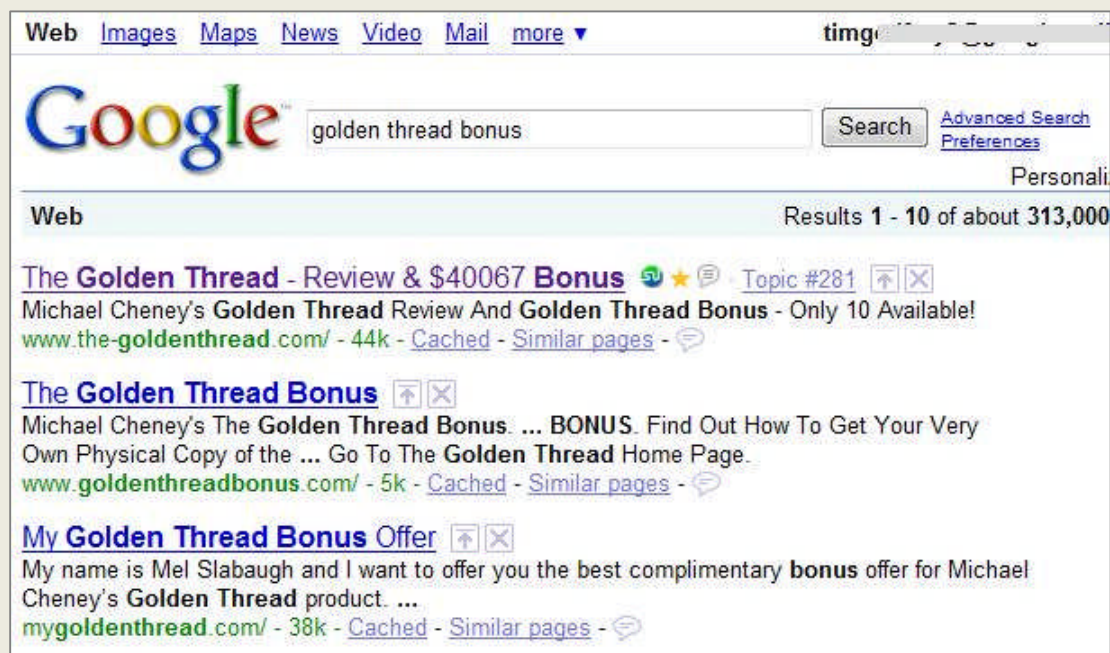 Web Images Maps News Video Mail more ▼
Google™ golden thread bonus Search Advanced Search
Preferences
Web Results 1 - 10 of about 313,000
The Golden Thread - Review & $40067 Bonus · Topic #281
Michael Cheney's Golden Thread Review And Golden Thread Bonus - Only 10 Available!
www.the-goldenthread.com/ - 44k - Cached - Similar pages -
The Golden Thread Bonus
Michael Cheney's The Golden Thread Bonus. ... BONUS. Find Out How To Get Your Very
Own Physical Copy of the ... Go To The Golden Thread Home Page.
www.goldenthreadbonus.com/ - 5k - Cached - Similar pages -
My Golden Thread Bonus Offer
My name is Mel Slabaugh and I want to offer you the best complimentary bonus offer for Michael
Cheney's Golden Thread product. ...
mygoldenthread.com/ - 38k - Cached - Similar pages -